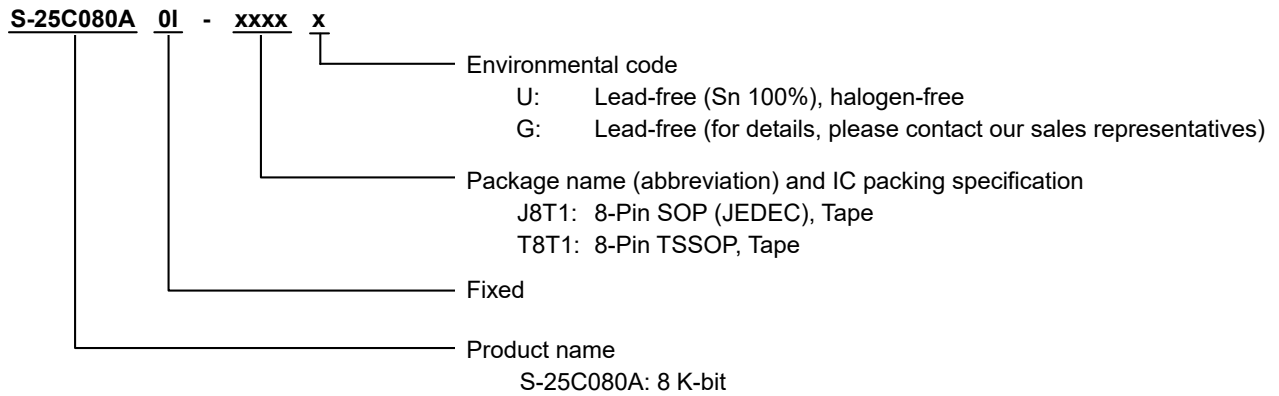 S-25C080A 0I - xxxx x
Environmental code
U: Lead-free (Sn 100%), halogen-free
G: Lead-free (for details, please contact our sales representatives)
Package name (abbreviation) and IC packing specification
J8T1: 8-Pin SOP (JEDEC), Tape
T8T1: 8-Pin TSSOP, Tape
Fixed
Product name
S-25C080A: 8 K-bit